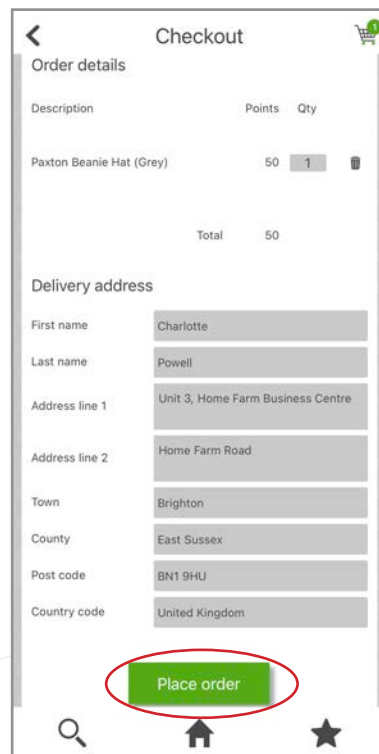 Checkout
1
Order details
Description Points Qty
Paxton Beanie Hat (Grey) 50 1
Total 50
Delivery address
First name Charlotte
Last name Powell
Address line 1 Unit 3, Home Farm Business Centre
Address line 2 Home Farm Road
Town Brighton
County East Sussex
Post code BN1 9HU
Country code United Kingdom
Place order